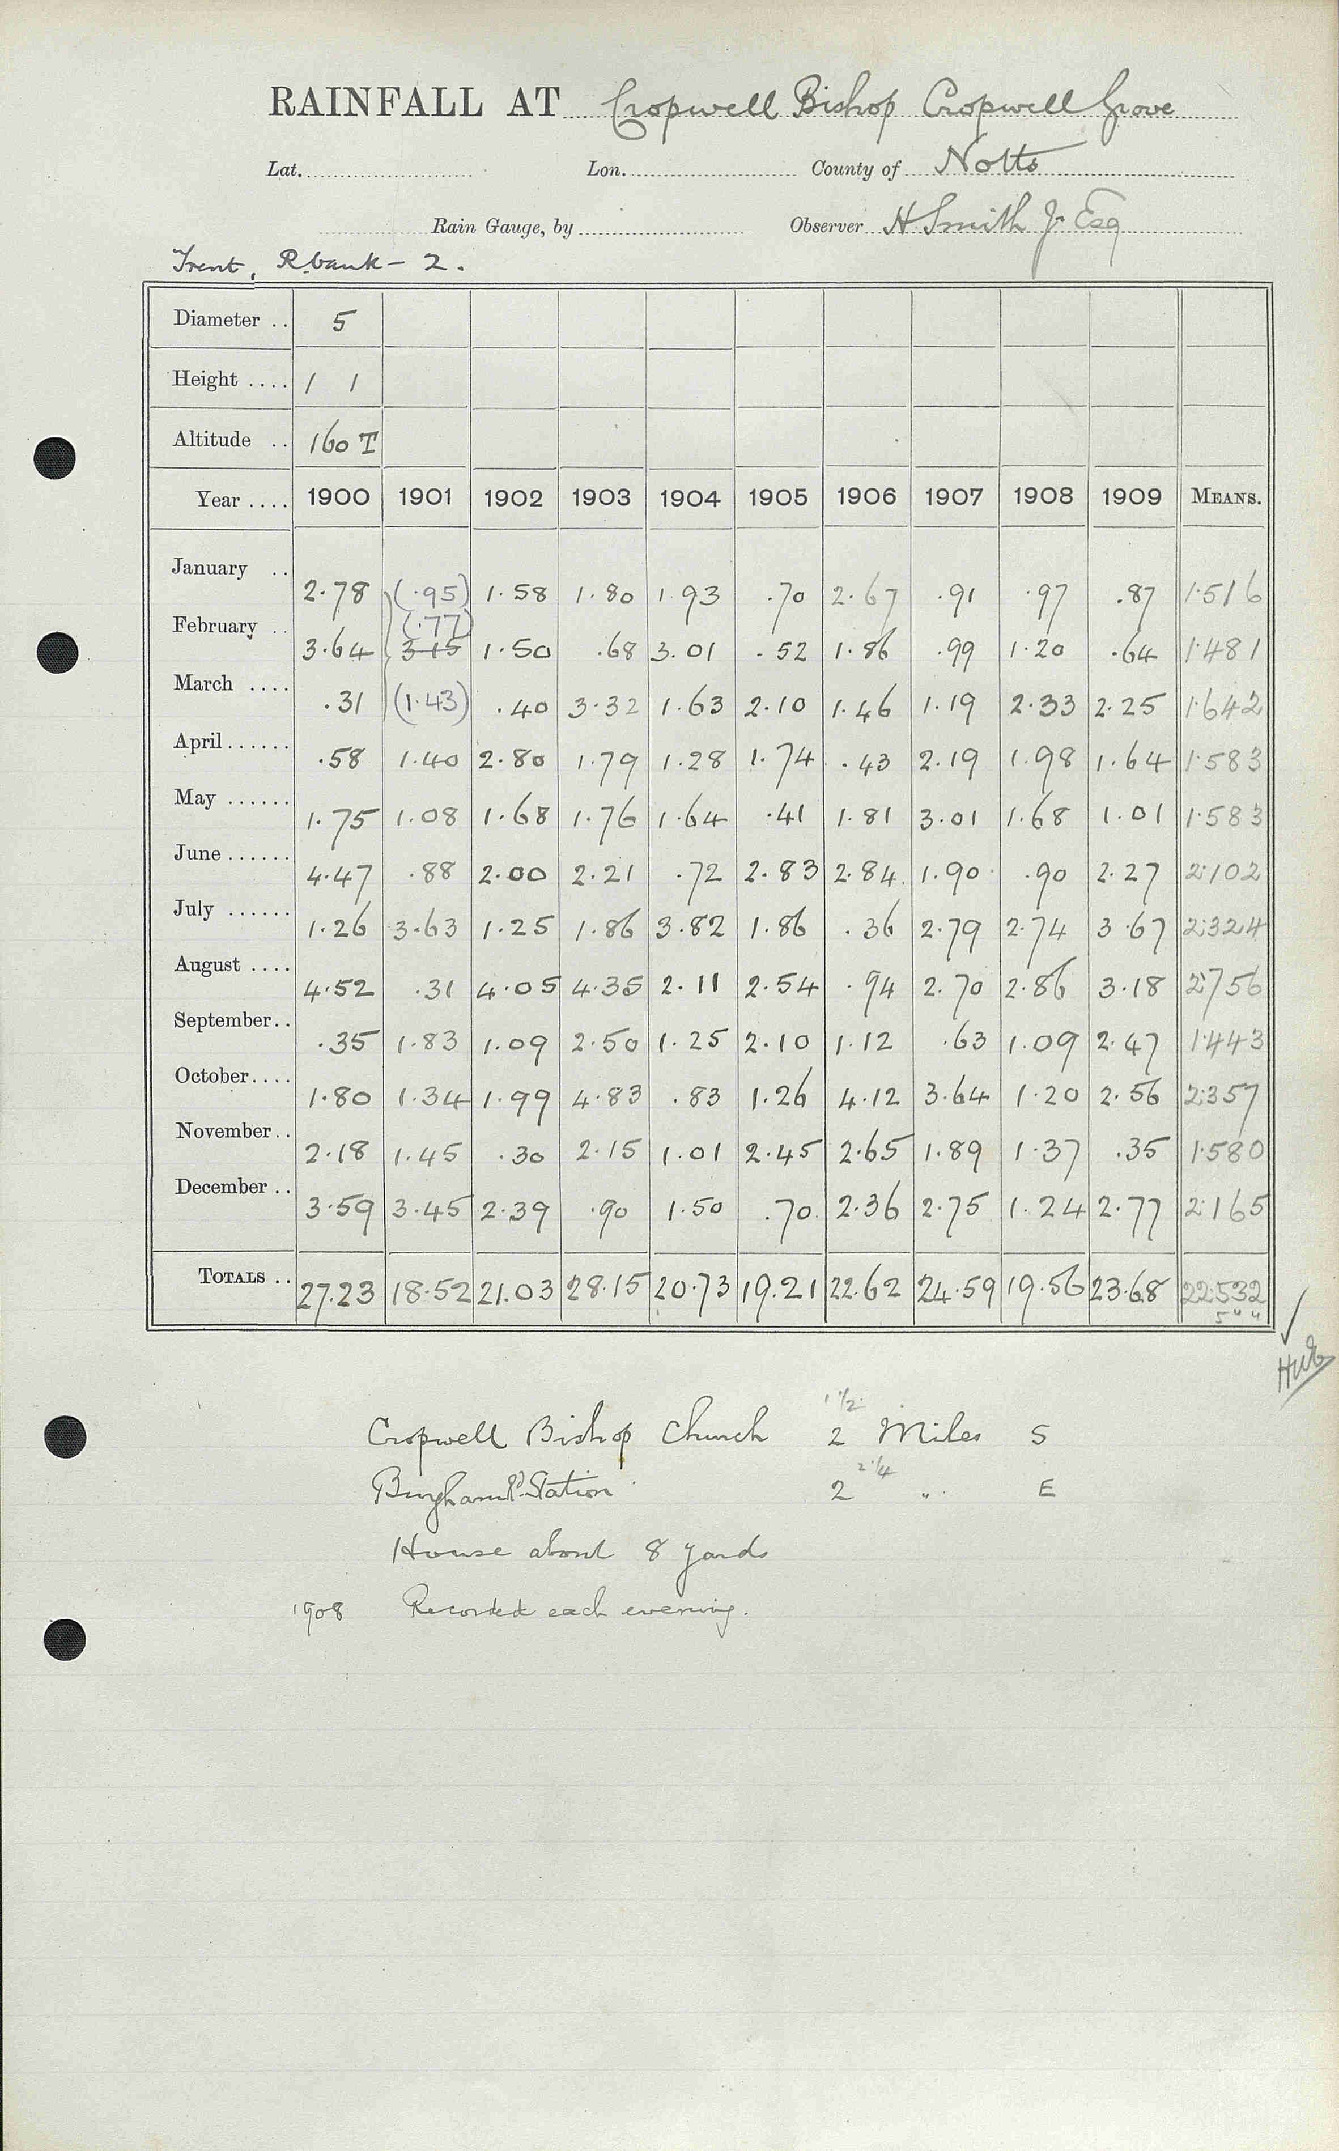 RAINFALL AT Cropwell Bishop Cropwell Grove
Lat. Lon. County of Notts
Rain Gauge, by Observer H Smith Jr Esq
Trent, R.bank - 2.
Diameter .. 5
Height .... 1 1
Altitude .. 160 T
Year .... 1900 1901 1902 1903 1904 1905 1906 1907 1908 1909 MEANS.
January .. 2.78 (.95) 1.58 1.80 1.93 .70 2.67 .91 .97 .87 1.516
February .. 3.64 (.77) 3.15 1.50 .68 3.01 .52 1.86 .99 1.20 .64 1.481
March .... .31 (1.43) .40 3.32 1.63 2.10 1.46 1.19 2.33 2.25 1.642
April...... .58 1.40 2.80 1.79 1.28 1.74 .43 2.19 1.98 1.64 1.583
May ...... 1.75 1.08 1.68 1.76 1.64 .41 1.81 3.01 1.68 1.01 1.583
June...... 4.47 .88 2.00 2.21 .72 2.83 2.84 1.90 .90 2.27 2.102
July ...... 1.26 3.63 1.25 1.86 3.82 1.86 .36 2.79 2.74 3.67 2.324
August .... 4.52 .31 4.05 4.35 2.11 2.54 .94 2.70 2.86 3.18 2.756
September.. .35 1.83 1.09 2.50 1.25 2.10 1.12 .63 1.09 2.47 1.443
October.... 1.80 1.34 1.99 4.83 .83 1.26 4.12 3.64 1.20 2.56 2.357
November.. 2.18 1.45 .30 2.15 1.01 2.45 2.65 1.89 1.37 .35 1.580
December .. 3.59 3.45 2.39 .90 1.50 .70 2.36 2.75 1.24 2.77 2.165
TOTALS .. 27.23 18.52 21.03 28.15 20.73 19.21 22.62 24.59 19.56 23.68 22.532
1 1/2
Cropwell Bishop Church 2 Miles S
2 1/4
Bingham Rd. Station 2 " E
House about 8 yards
1908 Recorded each evening.